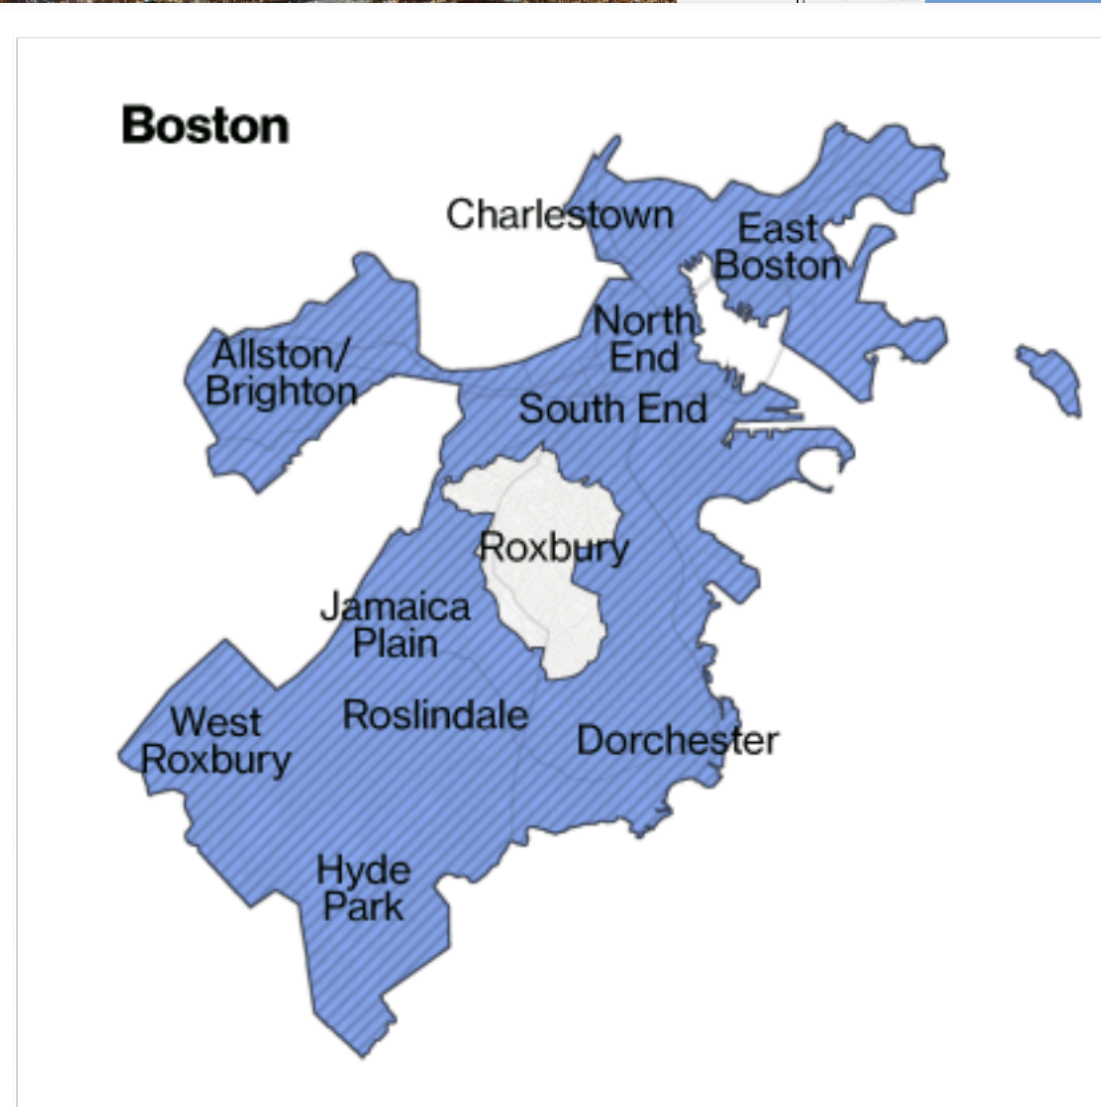 Boston
Charlestown
East
Boston
North
End
Allston/
Brighton
South End
Roxbury
Jamaica
Plain
West
Roxbury
Roslindale
Dorchester
Hyde
Park